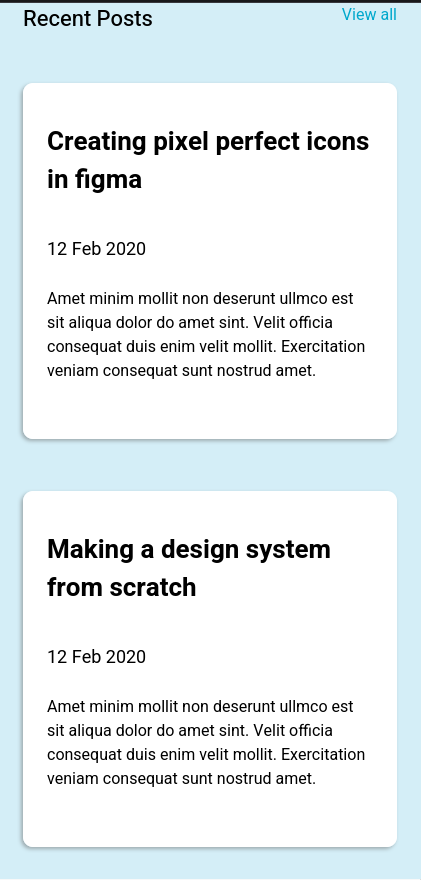 Recent Posts
View all
Creating pixel perfect icons
in figma
12 Feb 2020
Amet minim mollit non deserunt ullmco est
sit aliqua dolor do amet sint. Velit officia
consequat duis enim velit mollit. Exercitation
veniam consequat sunt nostrud amet.
Making a design system
from scratch
12 Feb 2020
Amet minim mollit non deserunt ullmco est
sit aliqua dolor do amet sint. Velit officia
consequat duis enim velit mollit. Exercitation
veniam consequat sunt nostrud amet.